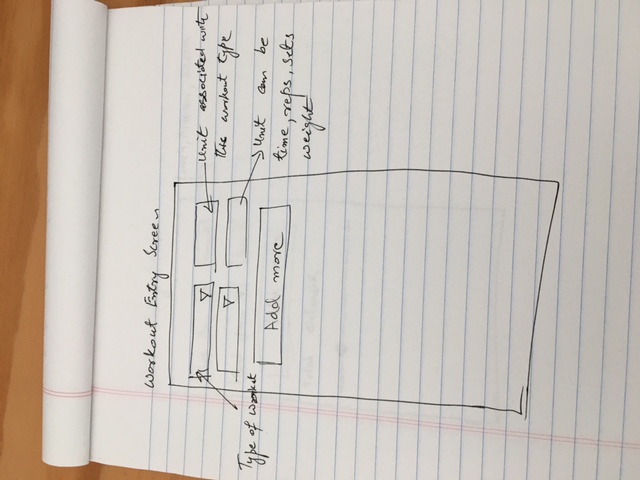 Workout Entry Screen
Unit associated with
this workout type
Type of workout
Unit can be
time, reps, sets
weight
Add more